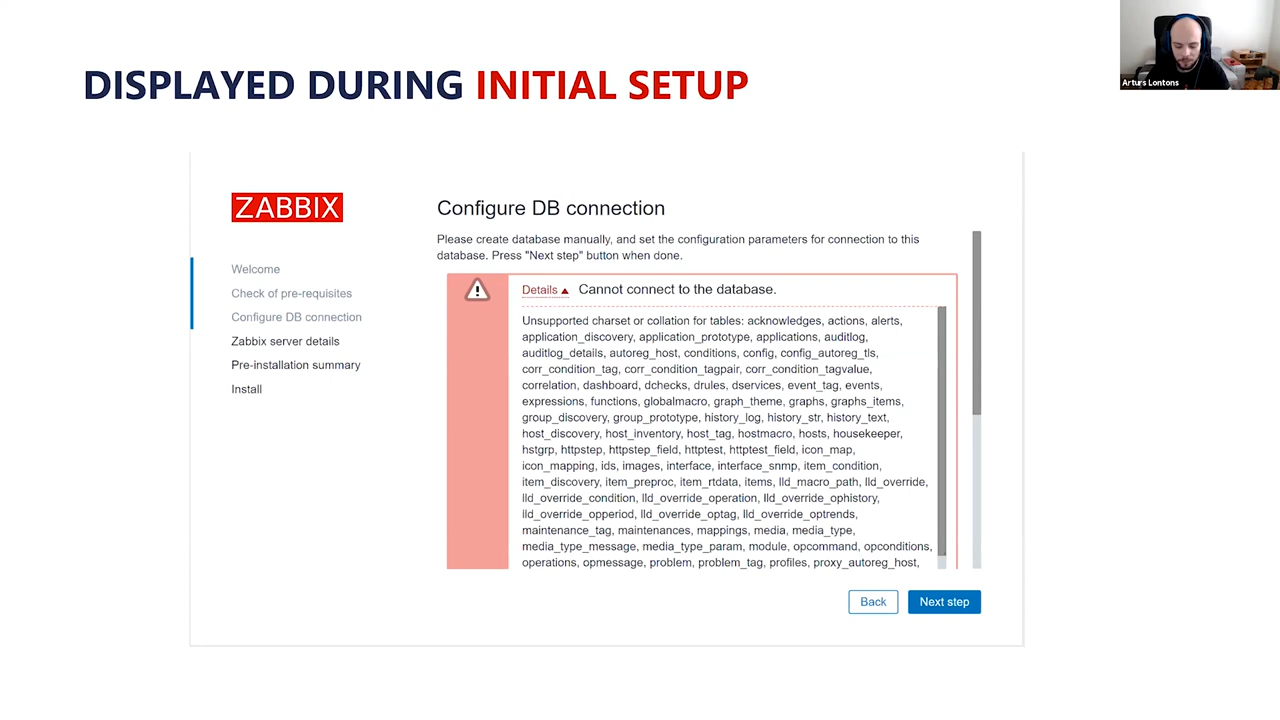 DISPLAYED DURING INITIAL SETUP
Arturs Lontons
ZABBIX
Welcome
Check of pre-requisites
Configure DB connection
Zabbix server details
Pre-installation summary
Install
Configure DB connection
Please create database manually, and set the configuration parameters for connection to this
database. Press "Next step" button when done.
Details Cannot connect to the database.
Unsupported charset or collation for tables: acknowledges, actions, alerts,
application_discovery, application_prototype, applications, auditlog,
auditlog_details, autoreg_host, conditions, config, config_autoreg_tls,
corr_condition_tag, corr_condition_tagpair, corr_condition_tagvalue,
correlation, dashboard, dchecks, drules, dservices, event_tag, events,
expressions, functions, globalmacro, graph_theme, graphs, graphs_items,
group_discovery, group_prototype, history_log, history_str, history_text,
host_discovery, host_inventory, host_tag, hostmacro, hosts, housekeeper,
hstgrp, httpstep, httpstep_field, httptest, httptest_field, icon_map,
icon_mapping, ids, images, interface, interface_snmp, item_condition,
item_discovery, item_preproc, item_rtdata, items, lld_macro_path, lld_override,
lld_override_condition, lld_override_operation, lld_override_ophistory,
lld_override_opperiod, lld_override_optag, lld_override_optrends,
maintenance_tag, maintenances, mappings, media, media_type,
media_type_message, media_type_param, module, opcommand, opconditions,
operations, opmessage, problem, problem_tag, profiles, proxy_autoreg_host,
Back
Next step